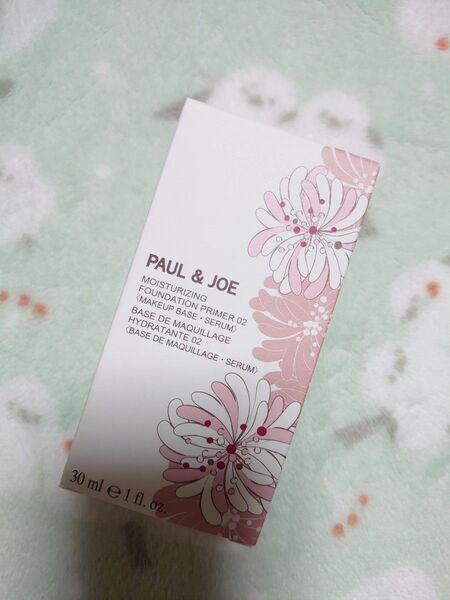 PAUL & JOE
MOISTURIZING
FOUNDATION PRIMER 02
〈MAKEUP BASE・SERUM〉
BASE DE MAQUILLAGE
HYDRATANTE 02
〈BASE DE MAQUILLAGE・SERUM〉
30 ml ℮ 1 fl. oz.